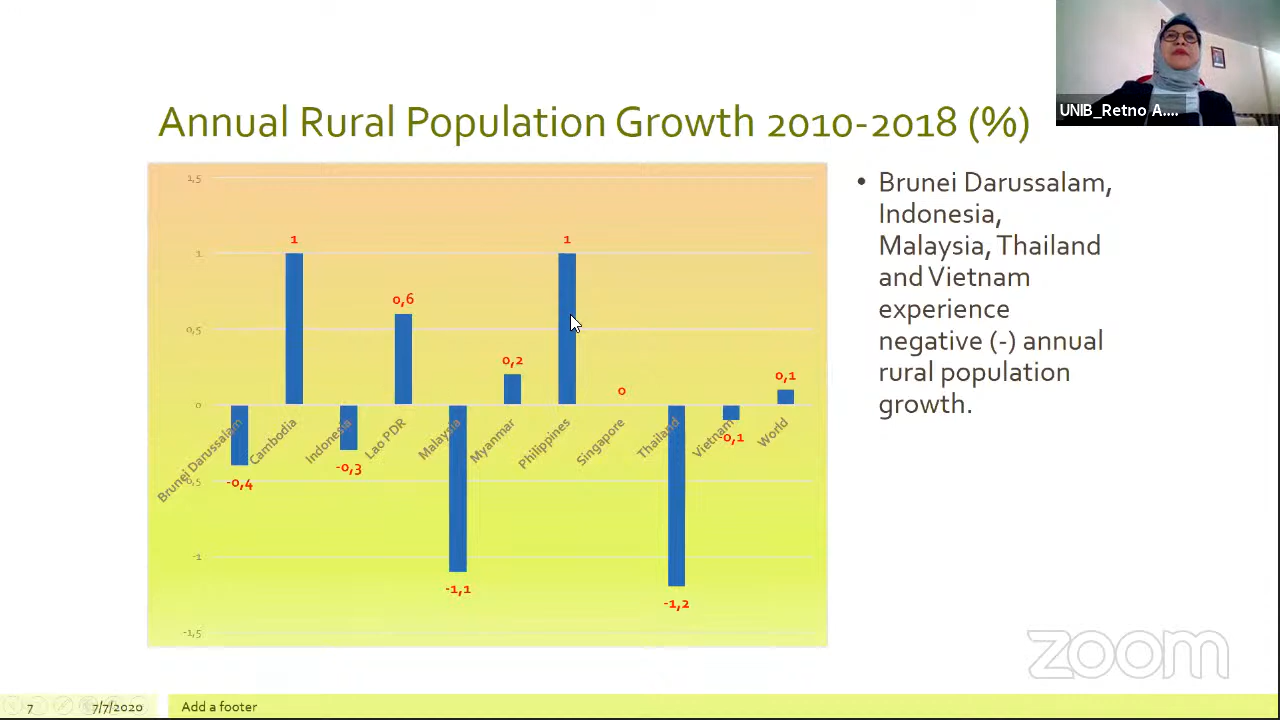 Annual Rural Population Growth 2010-2018 (%)
UNIB_Retno A....
1,5
1
0,5
0
-0,5
-1
-1,5
-0,4
1
-0,3
0,6
-1,1
0,2
1
0
-1,2
-0,1
0,1
Brunei Darussalam
Cambodia
Indonesia
Lao PDR
Malaysia
Myanmar
Philippines
Singapore
Thailand
Vietnam
World
• Brunei Darussalam,
Indonesia,
Malaysia, Thailand
and Vietnam
experience
negative (-) annual
rural population
growth.
zoom
7
7/7/2020
Add a footer